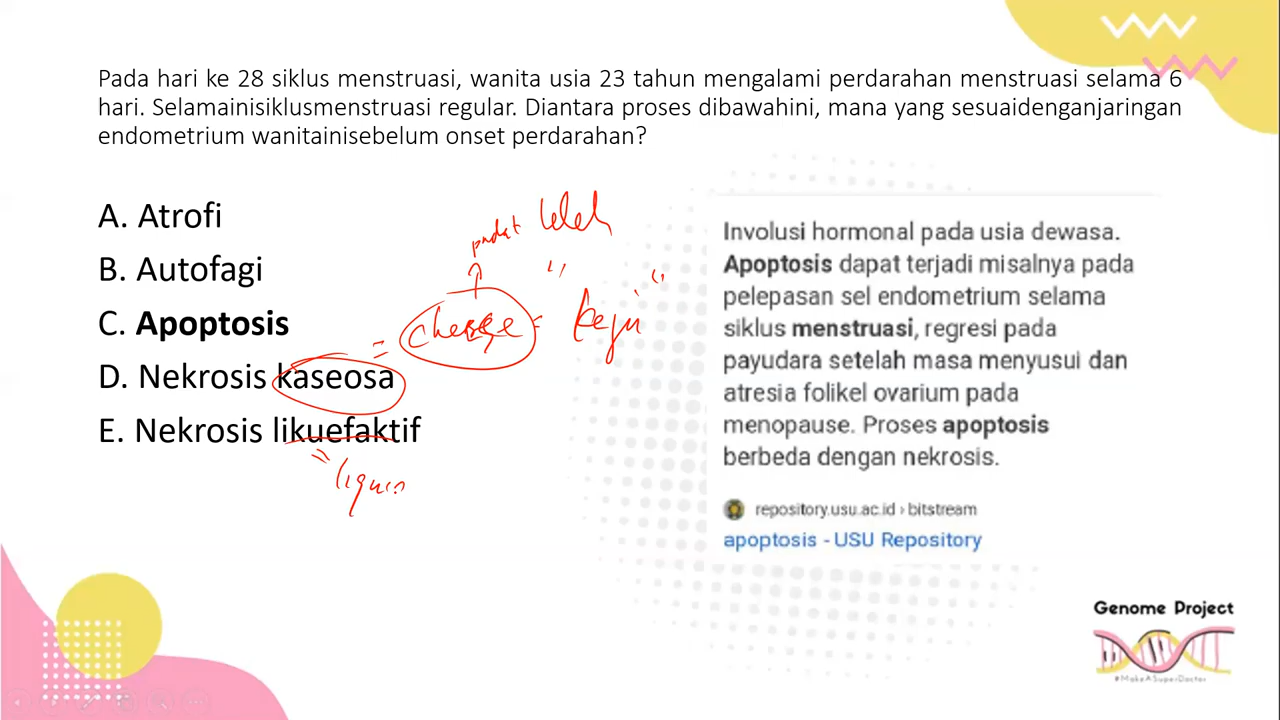 Pada hari ke 28 siklus menstruasi, wanita usia 23 tahun mengalami perdarahan menstruasi selama 6
hari. Selamainisiklusmenstruasi regular. Diantara proses dibawahini, mana yang sesuaidenganjaringan
endometrium wanitainisebelum onset perdarahan?
A. Atrofi
B. Autofagi
C. Apoptosis
D. Nekrosis kaseosa
E. Nekrosis likuefaktif
padat
= = keju
=
Involusi hormonal pada usia dewasa.
Apoptosis dapat terjadi misalnya pada
pelepasan sel endometrium selama
siklus menstruasi, regresi pada
payudara setelah masa menyusui dan
atresia folikel ovarium pada
menopause. Proses apoptosis
berbeda dengan nekrosis.
repository.usu.ac.id › bitstream
apoptosis - USU Repository
Genome Project
#MakeASuperDoctor